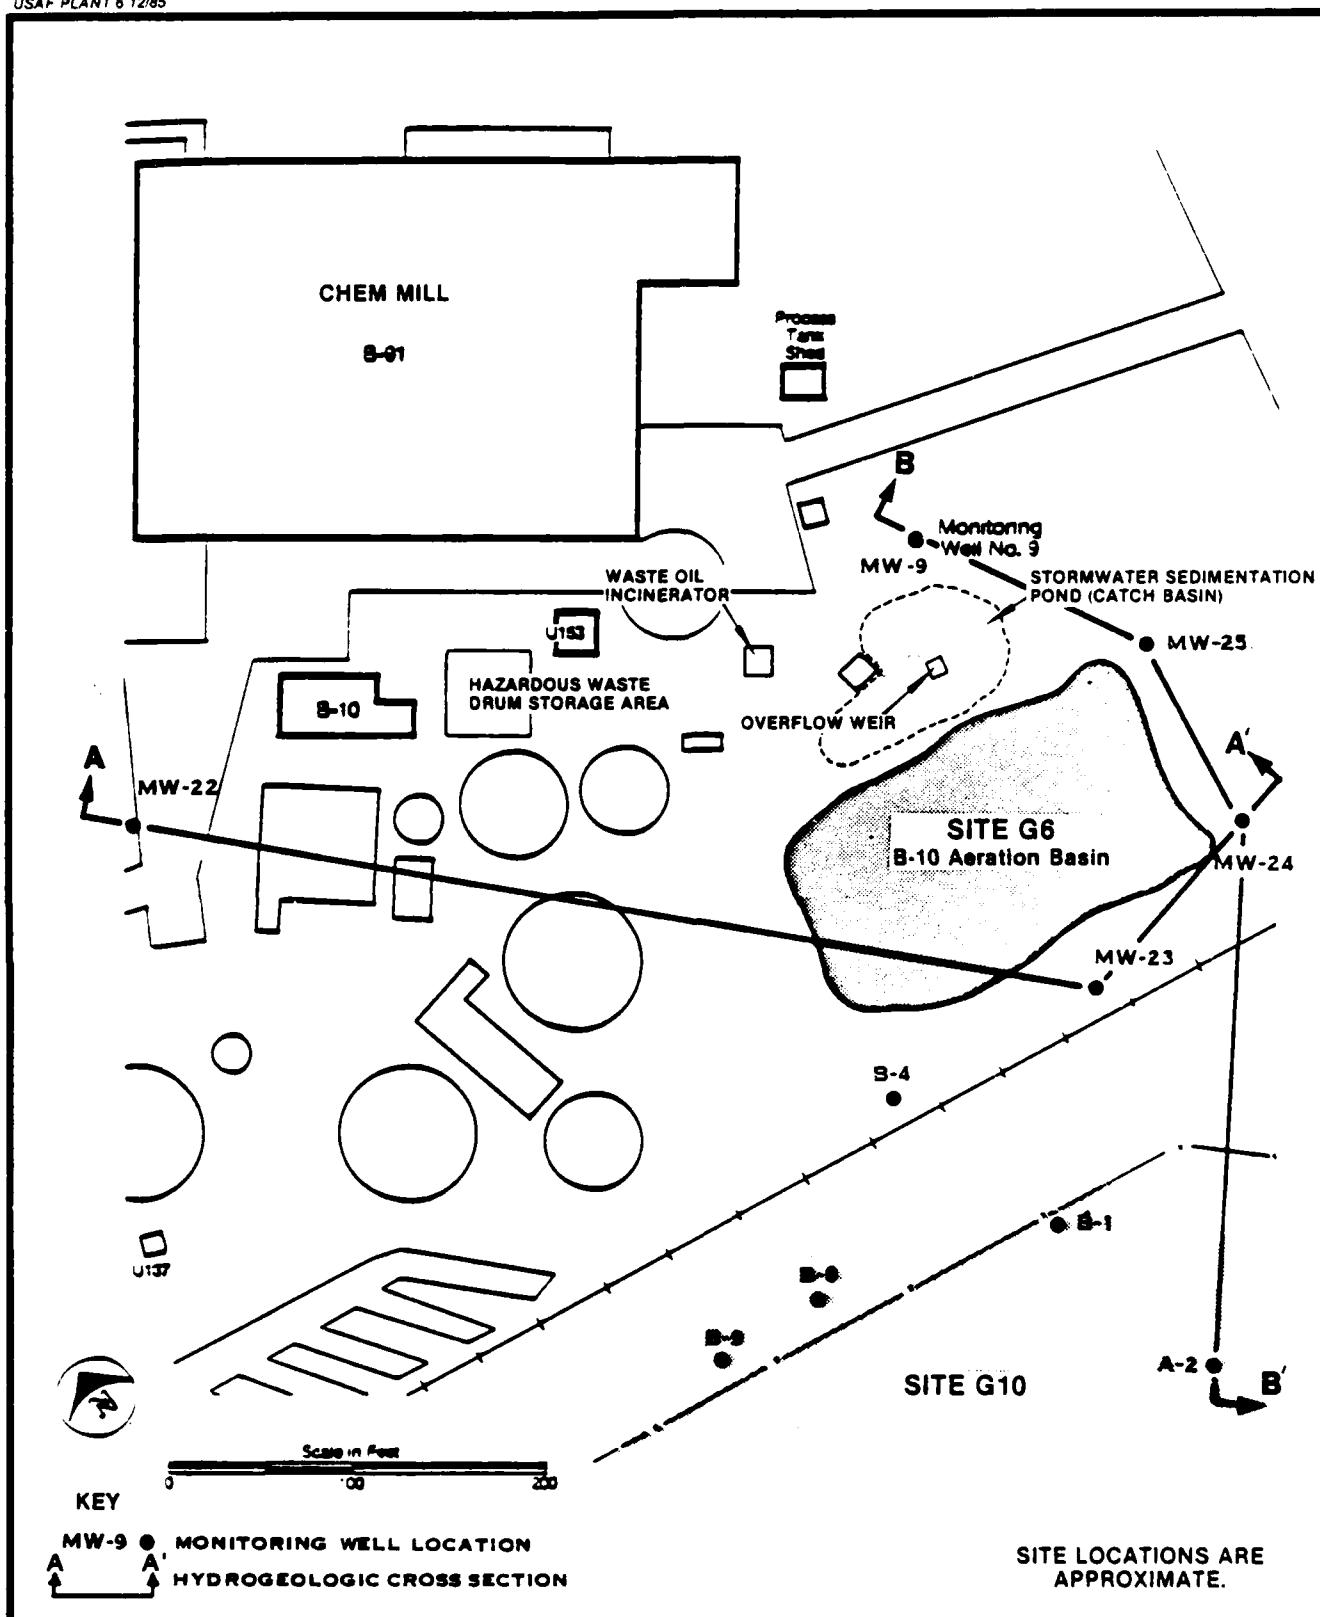 USAF PLANT 6 12/85
CHEM MILL
B-91
Process
Tank
Shed
B
Monitoring
Well No. 9
MW-9
STORMWATER SEDIMENTATION
POND (CATCH BASIN)
WASTE OIL
INCINERATOR
U153
MW-25
HAZARDOUS WASTE
DRUM STORAGE AREA
B-10
OVERFLOW WEIR
A
A'
MW-22
SITE G6
B-10 Aeration Basin
MW-24
MW-23
B-4
B-1
U137
B-9
A-2
B'
SITE G10
Scale in Feet
0 100 200
KEY
MW-9 MONITORING WELL LOCATION
A A' HYDROGEOLOGIC CROSS SECTION
SITE LOCATIONS ARE
APPROXIMATE.